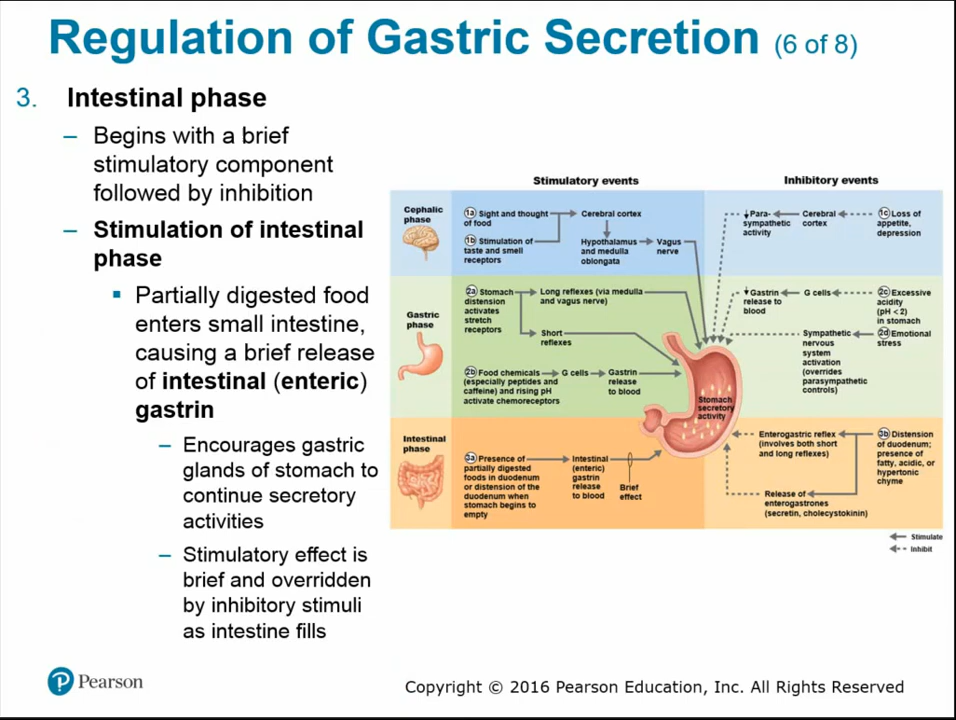 Regulation of Gastric Secretion (6 of 8)
3. Intestinal phase
– Begins with a brief
stimulatory component
followed by inhibition
– Stimulation of intestinal
phase
▪ Partially digested food
enters small intestine,
causing a brief release
of intestinal (enteric)
gastrin
– Encourages gastric
glands of stomach to
continue secretory
activities
– Stimulatory effect is
brief and overridden
by inhibitory stimuli
as intestine fills
Stimulatory events
Inhibitory events
Cephalic
phase
1a Sight and thought
of food
1b Stimulation of
taste and smell
receptors
Cerebral cortex
Hypothalamus
and medulla
oblongata
Vagus
nerve
Para-
sympathetic
activity
Cerebral
cortex
1c Loss of
appetite,
depression
Gastric
phase
2a Stomach
distension
activates
stretch
receptors
Long reflexes (via medulla
and vagus nerve)
Short
reflexes
2b Food chemicals
(especially peptides and
caffeine) and rising pH
activate chemoreceptors
G cells
Gastrin
release
to blood
Stomach
secretory
activity
Gastrin
release to
blood
G cells
2c Excessive
acidity
(pH < 2)
in stomach
Sympathetic
nervous
system
activation
(overrides
parasympathetic
controls)
2d Emotional
stress
Intestinal
phase
3a Presence of
partially digested
foods in duodenum
or distension of the
duodenum when
stomach begins to
empty
Intestinal
(enteric)
gastrin
release
to blood
Brief
effect
Enterogastric reflex
(involves both short
and long reflexes)
Release of
enterogastrones
(secretin, cholecystokinin)
3b Distension
of duodenum;
presence of
fatty, acidic, or
hypertonic
chyme
Stimulate
Inhibit
P Pearson
Copyright © 2016 Pearson Education, Inc. All Rights Reserved